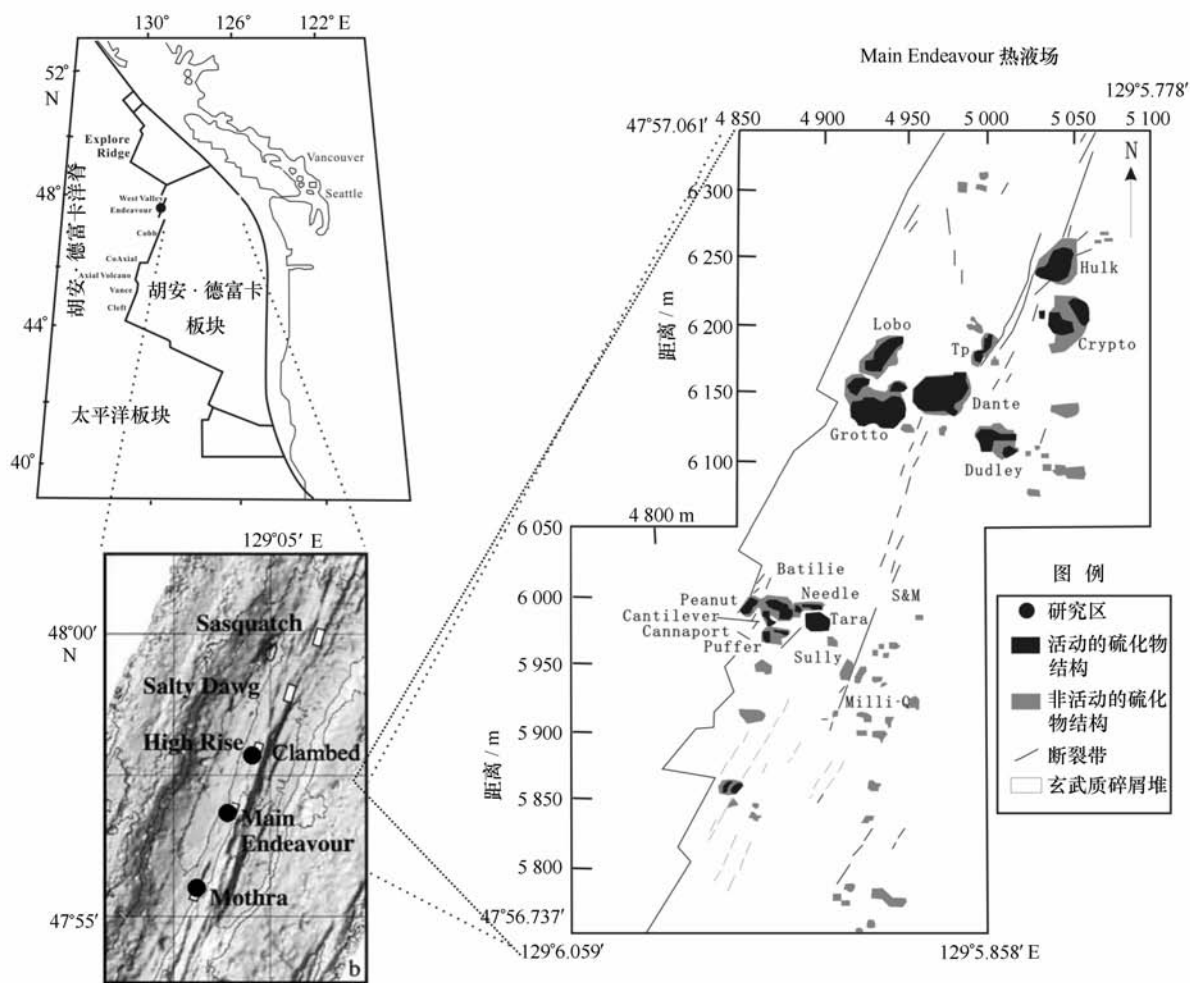 130° 126° 122° E
52°
N
Explore
Ridge
Vancouver
Seattle
48°
West Valley
Endeavour
Cobb
CoAxial
Axial Volcano
Vance
Cleft
胡安·德富卡洋脊
胡安·德富卡
板块
44°
太平洋板块
40°
129°05′ E
48°00′
N
Sasquatch
Salty Dawg
High Rise
Clambed
Main
Endeavour
Mothra
47°55′
b
Main Endeavour 热液场
129°5.778′
47°57.061′
4 850 4 900 4 950 5 000 5 050 5 100
N
6 300
6 250
6 200
6 150
6 100
6 050
距离 / m
Hulk
Lobo
Tp
Crypto
Dante
Grotto
Dudley
4 800 m
6 000
5 950
5 900
5 850
5 800
距离 / m
Batilie
Peanut
Needle
S&M
Cantilever
Tara
Cannaport
Puffer
Sully
Milli-Q
47°56.737′
129°6.059′
129°5.858′ E
图 例
研究区
活动的硫化物
结构
非活动的硫化
物结构
断裂带
玄武质碎屑堆